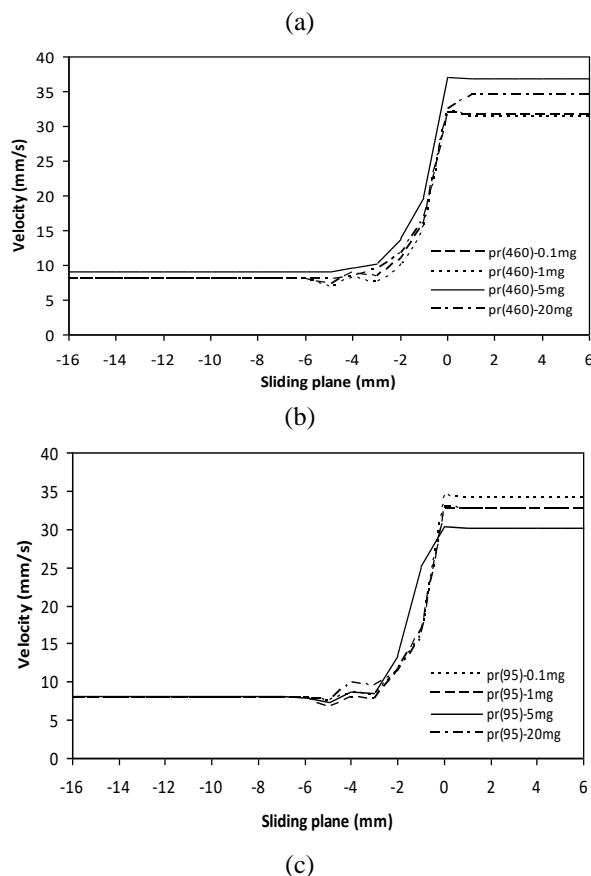 (a)
40
35
30
25
20
15
10
5
0
Velocity (mm/s)
pr(460)-0.1mg
pr(460)-1mg
pr(460)-5mg
pr(460)-20mg
-16 -14 -12 -10 -8 -6 -4 -2 0 2 4 6
Sliding plane (mm)
(b)
40
35
30
25
20
15
10
5
0
Velocity (mm/s)
pr(95)-0.1mg
pr(95)-1mg
pr(95)-5mg
pr(95)-20mg
-16 -14 -12 -10 -8 -6 -4 -2 0 2 4 6
Sliding plane (mm)
(c)